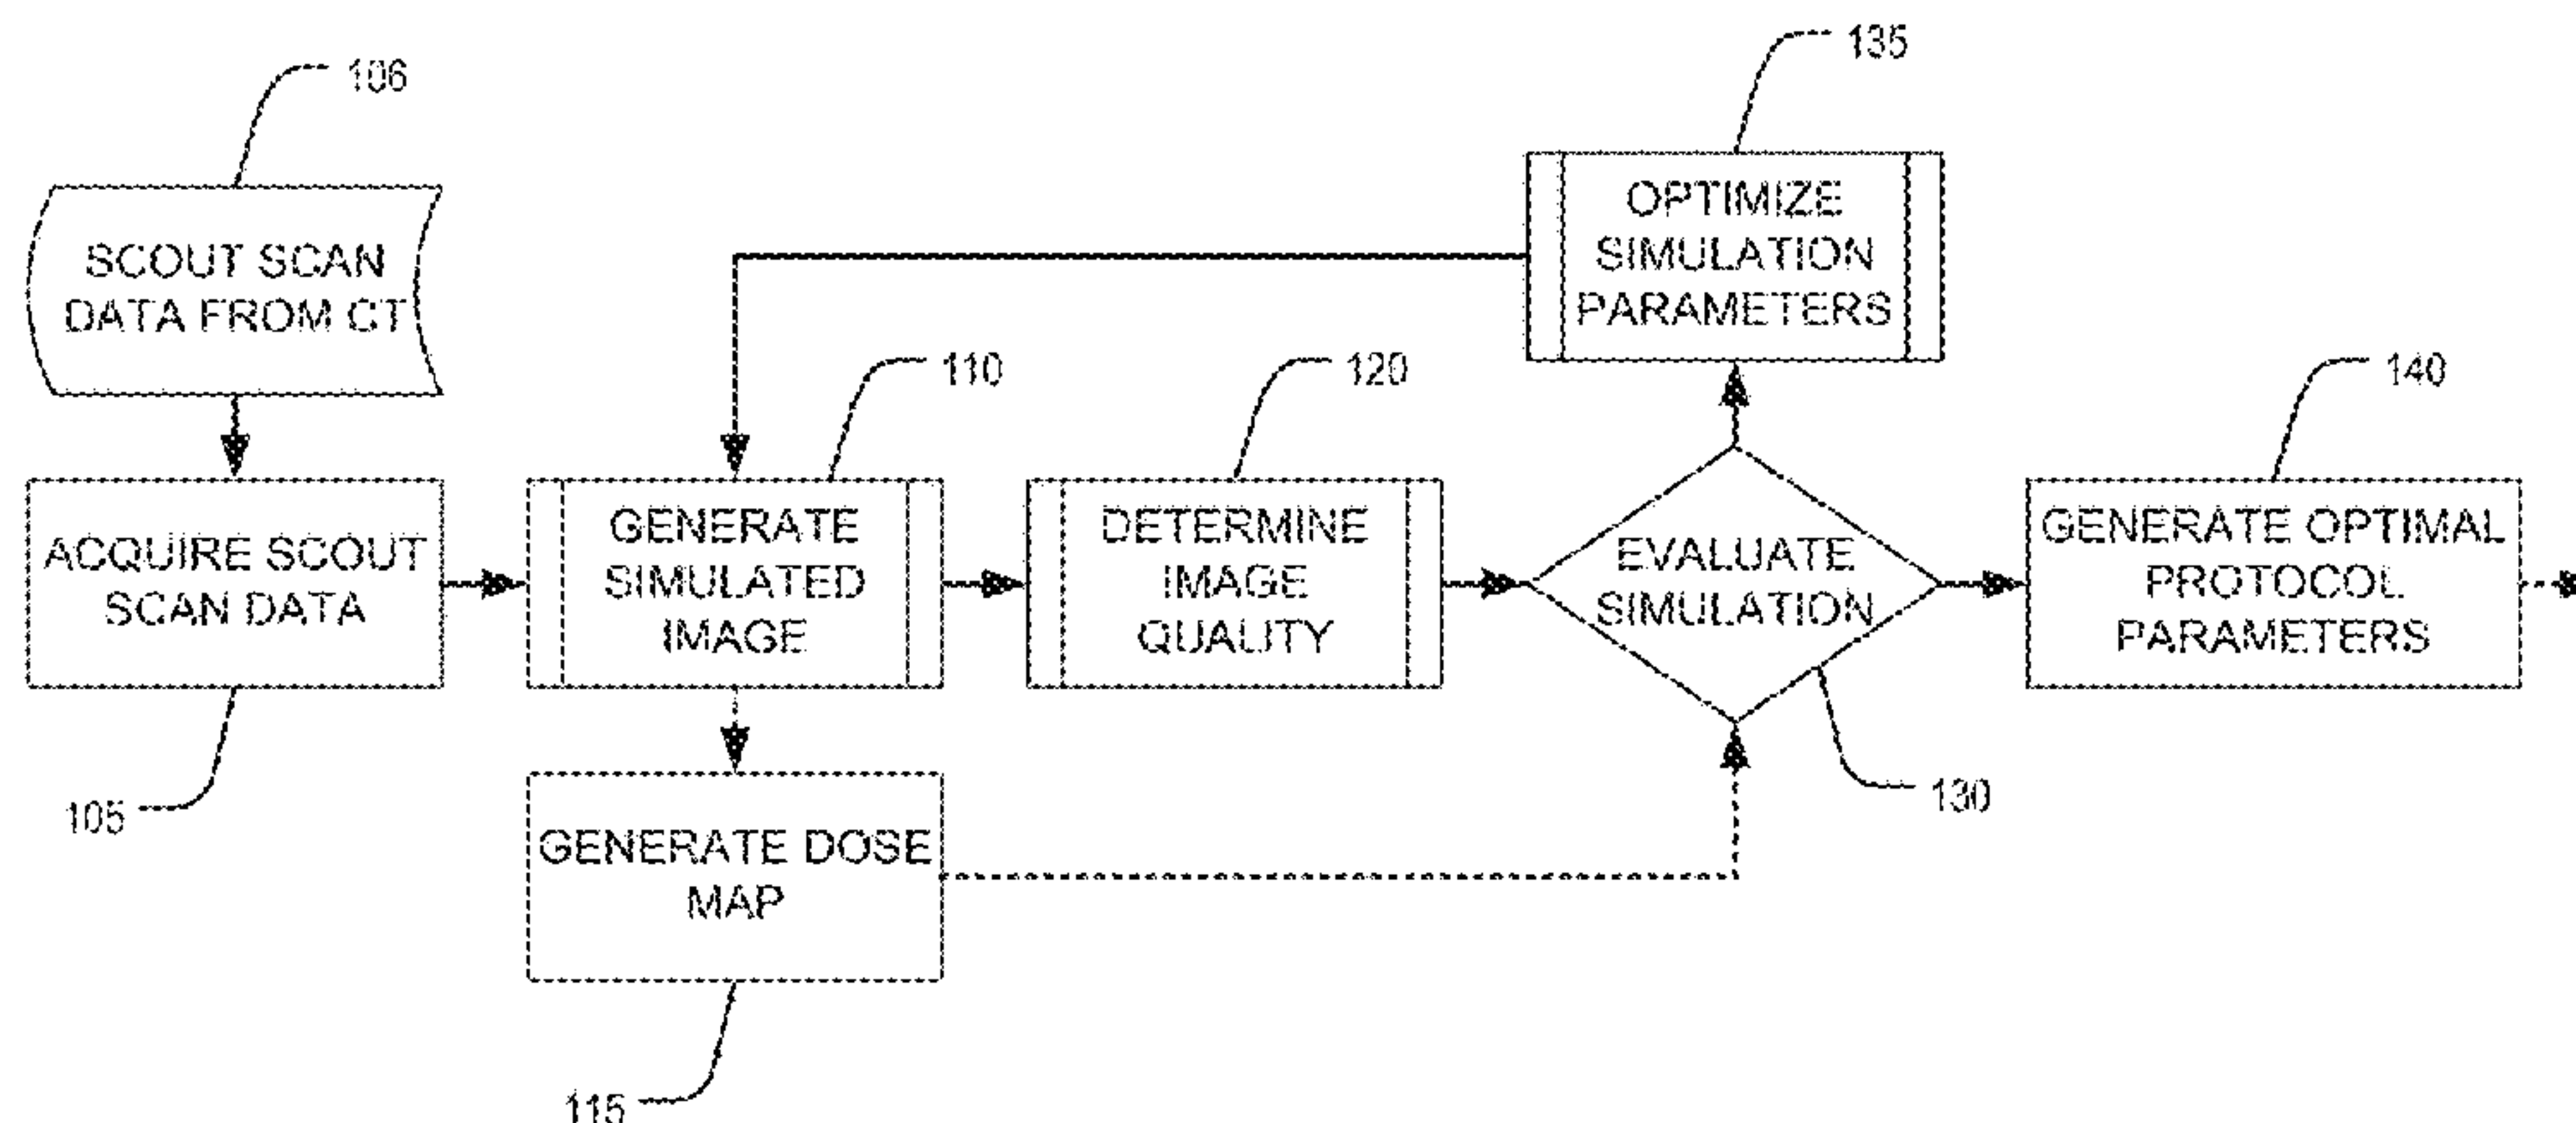 106
135
SCOUT SCAN
DATA FROM CT
OPTIMIZE
SIMULATION
PARAMETERS
110
120
140
ACQUIRE SCOUT
SCAN DATA
GENERATE
SIMULATED
IMAGE
DETERMINE
IMAGE
QUALITY
EVALUATE
SIMULATION
GENERATE OPTIMAL
PROTOCOL
PARAMETERS
105
GENERATE DOSE
MAP
130
115